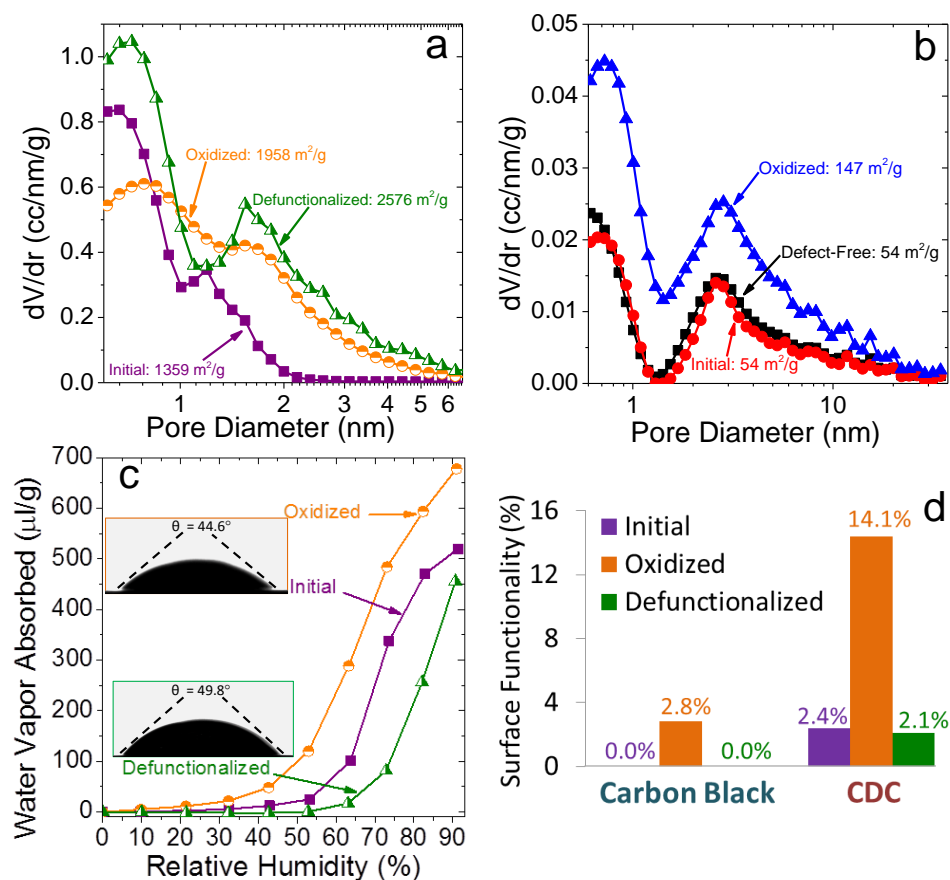 a
dV/dr (cc/nm/g)
1.0
0.8
0.6
0.4
0.2
0.0
Oxidized: 1958 m²/g
Defunctionalized: 2576 m²/g
Initial: 1359 m²/g
1 2 3 4 5 6
Pore Diameter (nm)
b
dV/dr (cc/nm/g)
0.05
0.04
0.03
0.02
0.01
0.00
Oxidized: 147 m²/g
Defect-Free: 54 m²/g
Initial: 54 m²/g
1 10
Pore Diameter (nm)
c
Water Vapor Absorbed (µl/g)
700
600
500
400
300
200
100
0
Oxidized
θ = 44.6°
Initial
θ = 49.8°
Defunctionalized
0 10 20 30 40 50 60 70 80 90
Relative Humidity (%)
d
Surface Functionality (%)
16
12
8
4
0
Initial
Oxidized
Defunctionalized
14.1%
2.8%
2.4%
2.1%
0.0%
0.0%
Carbon Black
CDC